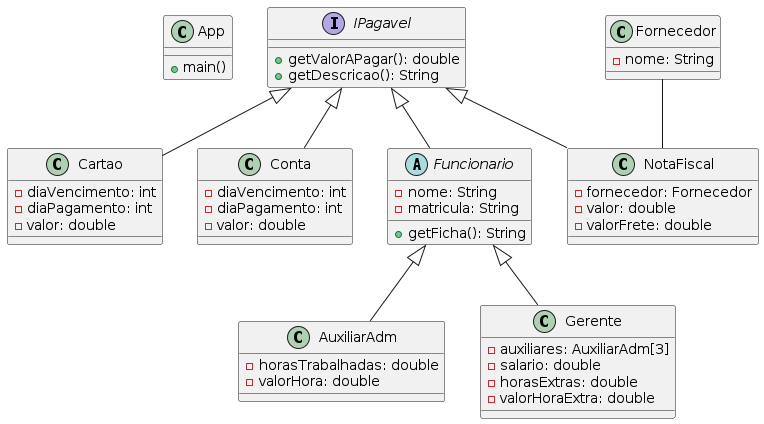 C App
+ main()
I IPagavel
+ getValorAPagar(): double
+ getDescricao(): String
C Fornecedor
nome: String
C Cartao
diaVencimento: int
diaPagamento: int
valor: double
C Conta
diaVencimento: int
diaPagamento: int
valor: double
A Funcionario
nome: String
matricula: String
getFicha(): String
C NotaFiscal
fornecedor: Fornecedor
valor: double
valorFrete: double
C AuxiliarAdm
horasTrabalhadas: double
valorHora: double
C Gerente
auxiliares: AuxiliarAdm[3]
salario: double
horasExtras: double
valorHoraExtra: double